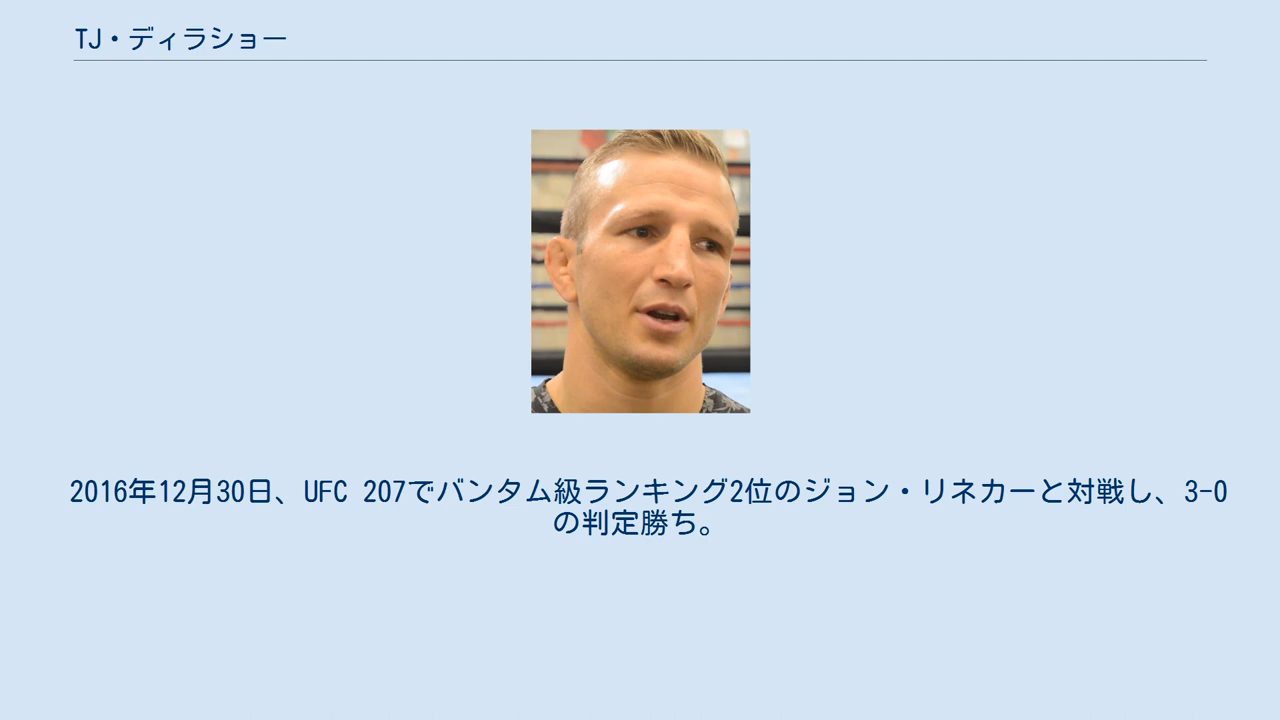 TJ・ディラショー
2016年12月30日、UFC 207でバンタム級ランキング2位のジョン・リネカーと対戦し、3-0
の判定勝ち。